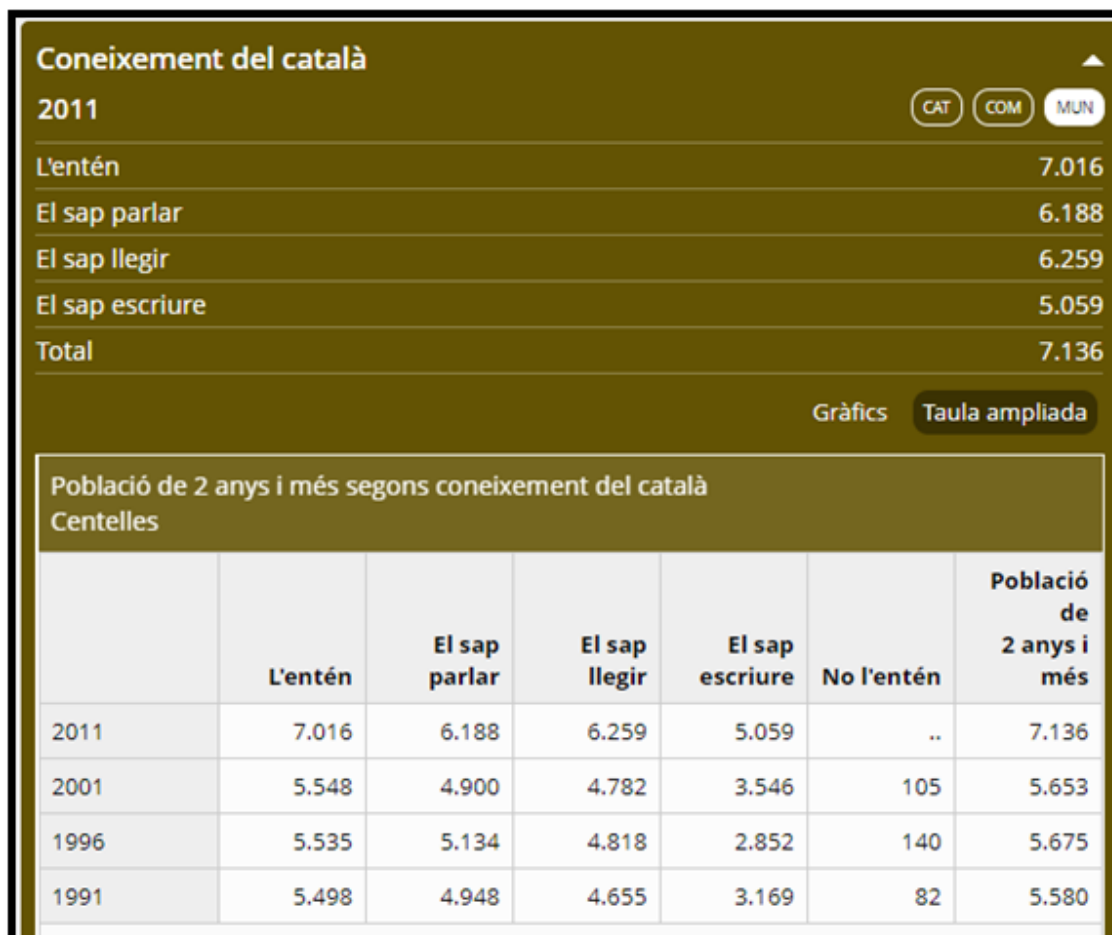 Coneixement del català
2011 CAT COM MUN
L'entén 7.016
El sap parlar 6.188
El sap llegir 6.259
El sap escriure 5.059
Total 7.136
Gràfics Taula ampliada
Població de 2 anys i més segons coneixement del català
Centelles
L'entén El sap parlar El sap llegir El sap escriure No l'entén Població de 2 anys i més
2011 7.016 6.188 6.259 5.059 .. 7.136
2001 5.548 4.900 4.782 3.546 105 5.653
1996 5.535 5.134 4.818 2.852 140 5.675
1991 5.498 4.948 4.655 3.169 82 5.580